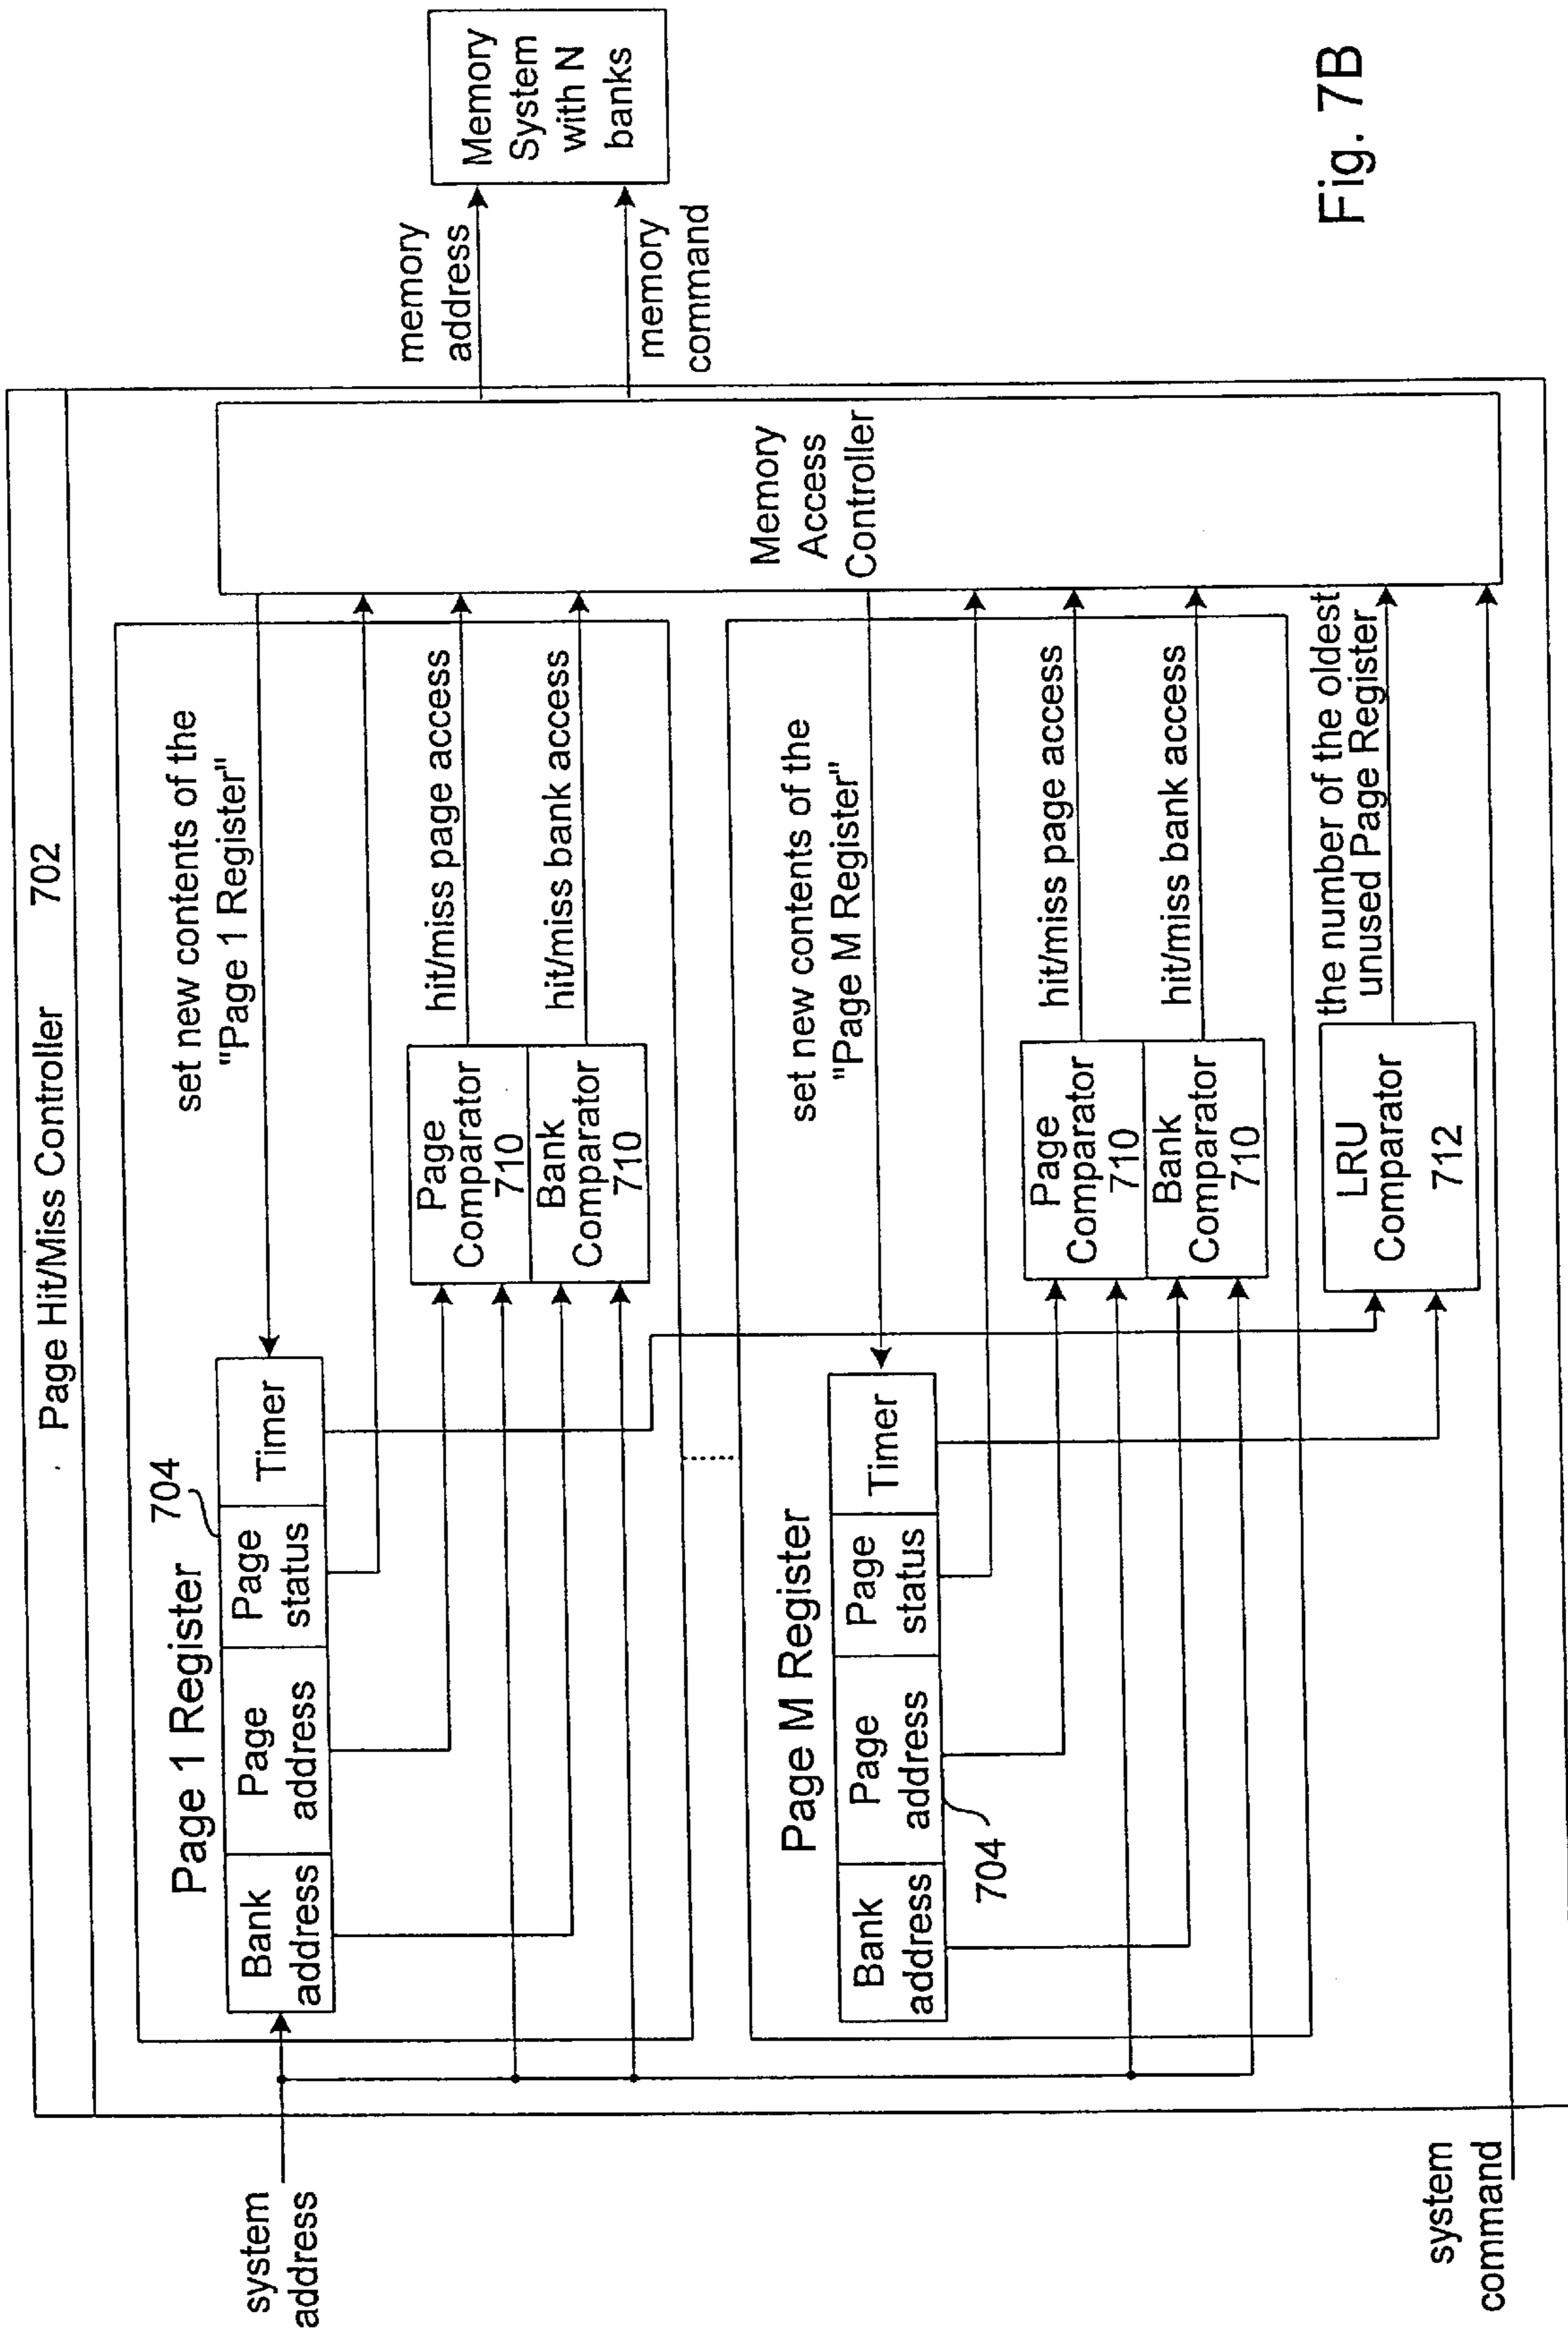 Page Hit/Miss Controller 702
system
address
Page 1 Register
704
Bank
address
Page
address
Page
status
Timer
set new contents of the
"Page 1 Register"
Page
Comparator
710
Bank
Comparator
710
hit/miss page access
hit/miss bank access
Page M Register
Bank
address
Page
address
Page
status
Timer
704
set new contents of the
"Page M Register"
Page
Comparator
710
Bank
Comparator
710
hit/miss page access
hit/miss bank access
LRU
Comparator
712
the number of the oldest
unused Page Register
system
command
Memory
Access
Controller
memory
address
memory
command
Memory
System
with N
banks
Fig. 7B